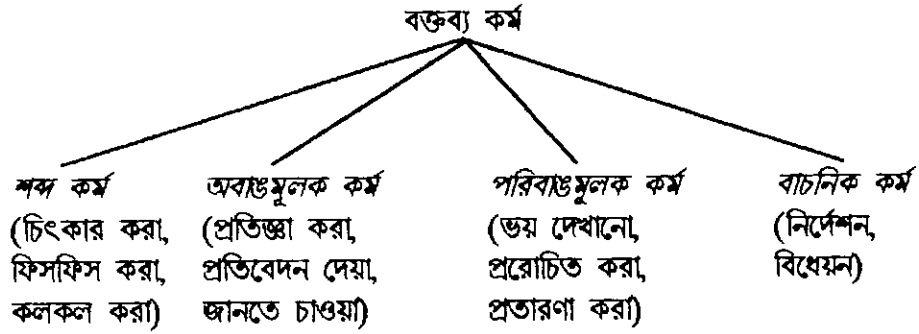 বক্তব্য কর্ম
শব্দ কর্ম
(চিৎকার করা,
ফিসফিস করা,
কলকল করা)
অবাঙমূলক কর্ম
(প্রতিজ্ঞা করা,
প্রতিবেদন দেয়া,
জানতে চাওয়া)
পরিবাঙমূলক কর্ম
(ভয় দেখানো,
প্ররোচিত করা,
প্রতারণা করা)
বাচনিক কর্ম
(নির্দেশন,
বিধেয়ন)